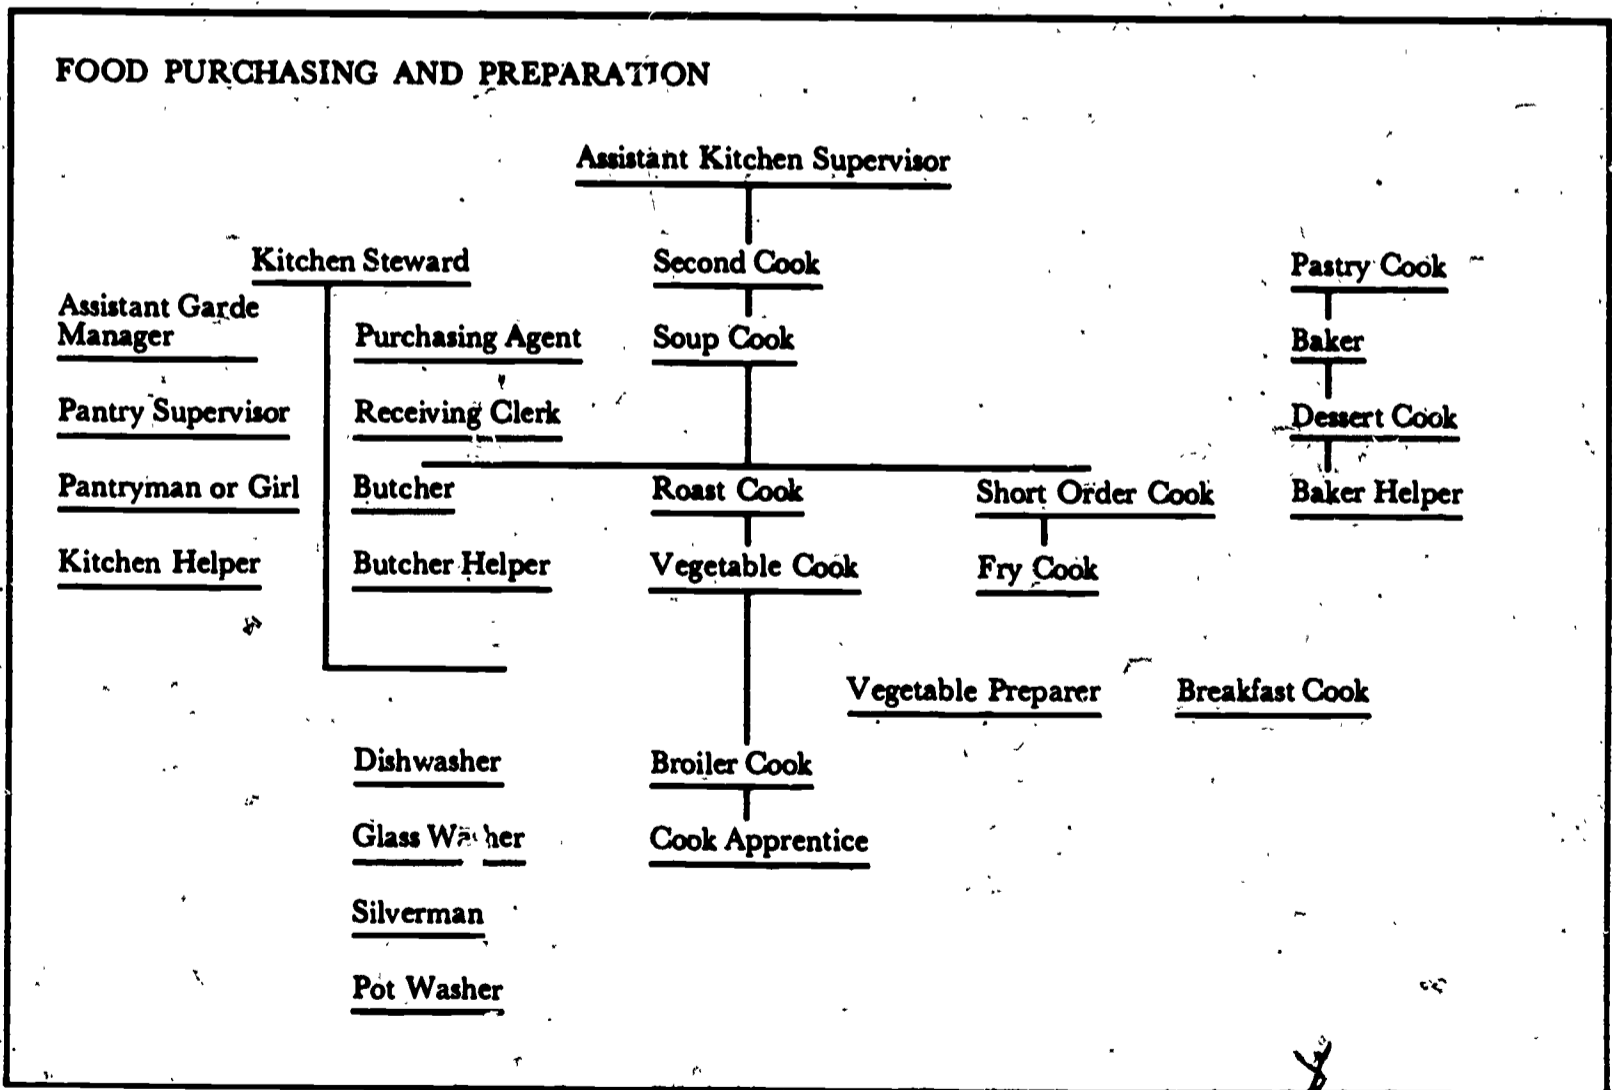 FOOD PURCHASING AND PREPARATION
Assistant Kitchen Supervisor
Kitchen Steward
Second Cook
Pastry Cook
Assistant Garde
Manager
Purchasing Agent
Soup Cook
Baker
Pantry Supervisor
Receiving Clerk
Dessert Cook
Pantryman or Girl
Butcher
Roast Cook
Short Order Cook
Baker Helper
Kitchen Helper
Butcher Helper
Vegetable Cook
Fry Cook
Vegetable Preparer
Breakfast Cook
Dishwasher
Broiler Cook
Glass Washer
Cook Apprentice
Silverman
Pot Washer